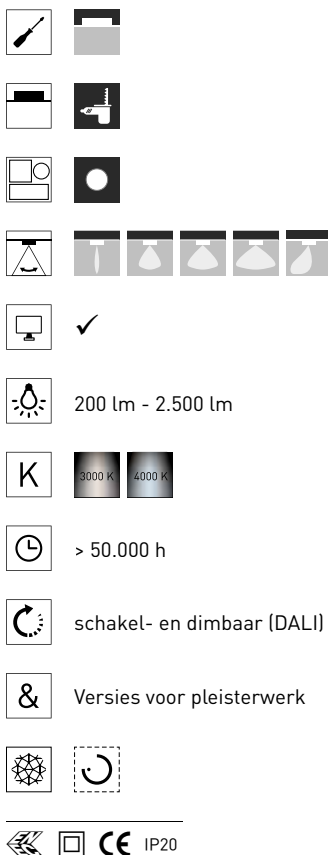 200 lm - 2.500 lm
K 3000 K 4000 K
> 50.000 h
schakel- en dimbaar (DALI)
& Versies voor pleisterwerk
CE IP20